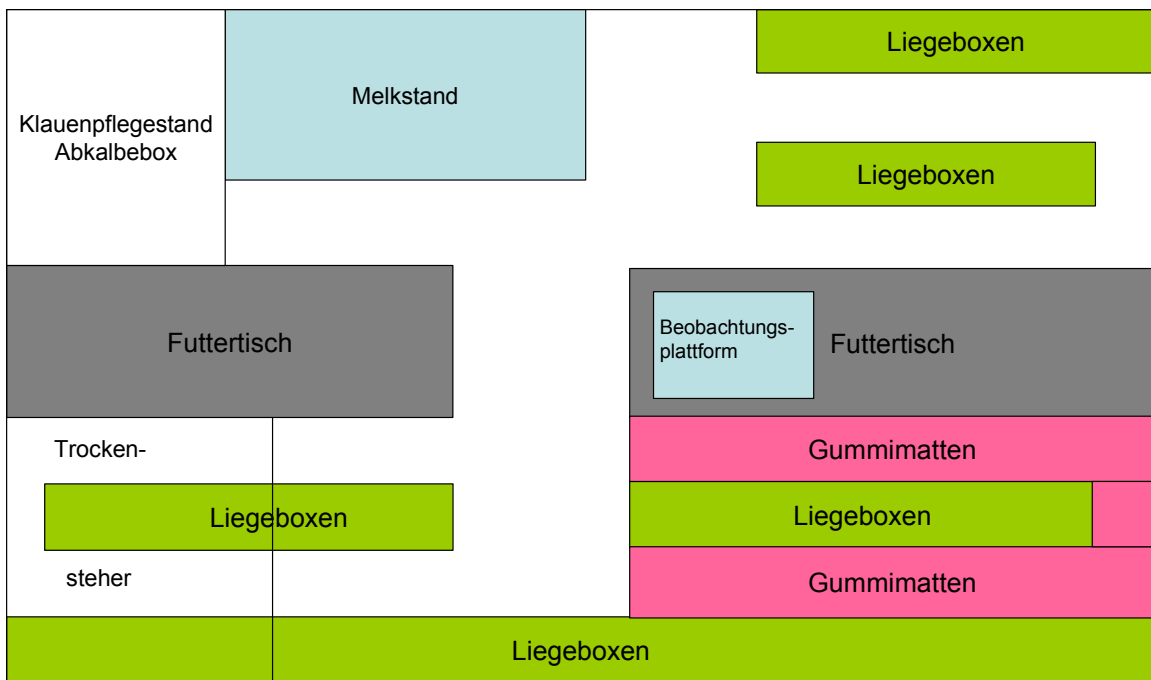 Liegeboxen
Melkstand
Klauenpflegestand
Abkalbebox
Liegeboxen
Futtertisch
Beobachtungs-
plattform
Futtertisch
Trocken-
Gummimatten
Liegeboxen
Liegeboxen
steher
Gummimatten
Liegeboxen